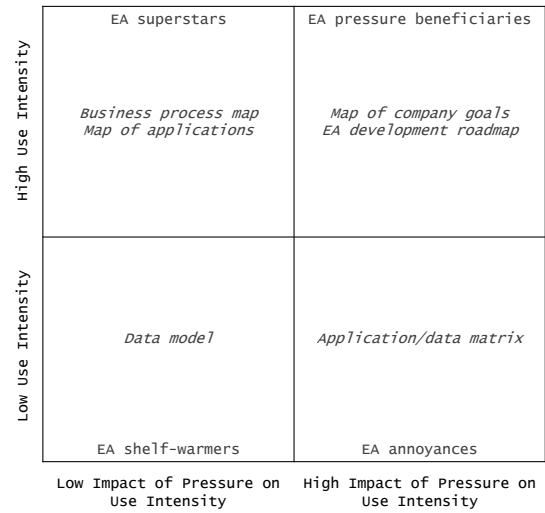 EA superstars
EA pressure beneficiaries
High Use Intensity
Business process map
Map of applications
Map of company goals
EA development roadmap
Low Use Intensity
Data model
Application/data matrix
EA shelf-warmers
EA annoyances
Low Impact of Pressure on
Use Intensity
High Impact of Pressure on
Use Intensity